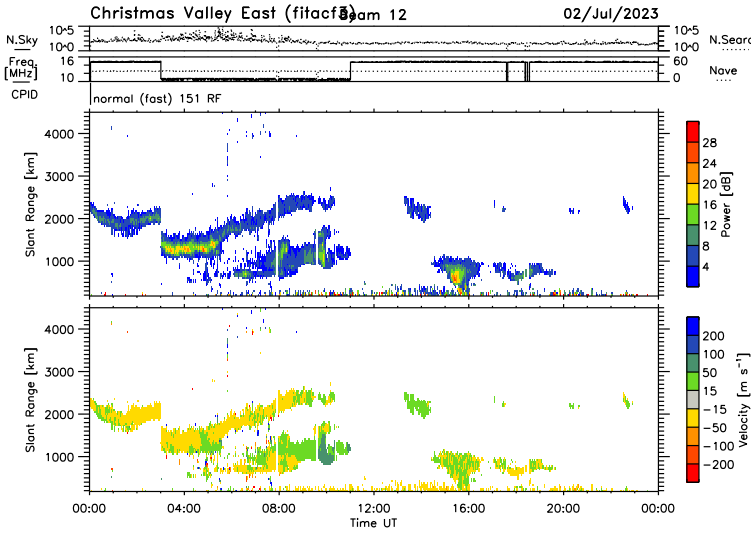 Christmas Valley East (fitacf3)
Beam 12
02/Jul/2023
N.Sky
10^5
10^0
10^5
10^0
N.Sear
Freq.
[MHz]
16
10
60
0
Nave
CPID
normal (fast) 151 RF
Slant Range [km]
4000
3000
2000
1000
28
24
20
16
12
8
4
Power [dB]
Slant Range [km]
4000
3000
2000
1000
200
100
50
15
-15
-50
-100
-200
Velocity [m s⁻¹]
00:00 04:00 08:00 12:00 16:00 20:00 00:00
Time UT